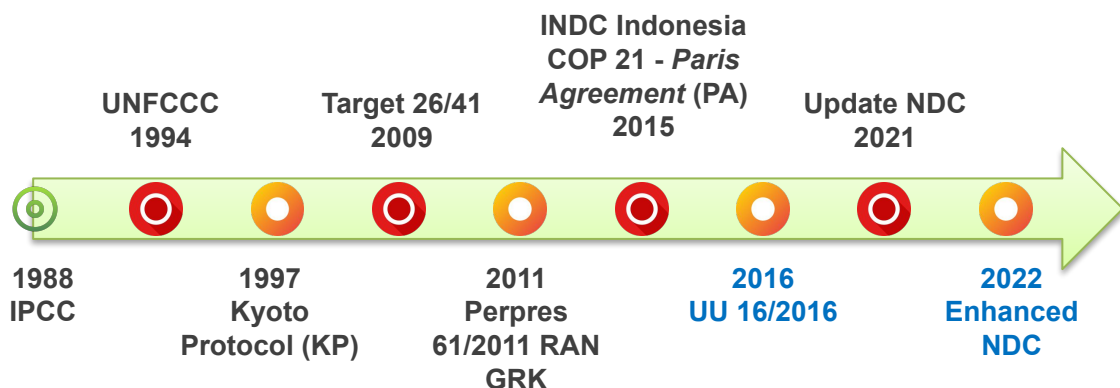 INDC Indonesia
COP 21 - Paris
Agreement (PA)
2015
UNFCCC
1994
Target 26/41
2009
Update NDC
2021
1988
IPCC
1997
Kyoto
Protocol (KP)
2011
Perpres
61/2011 RAN
GRK
2016
UU 16/2016
2022
Enhanced
NDC